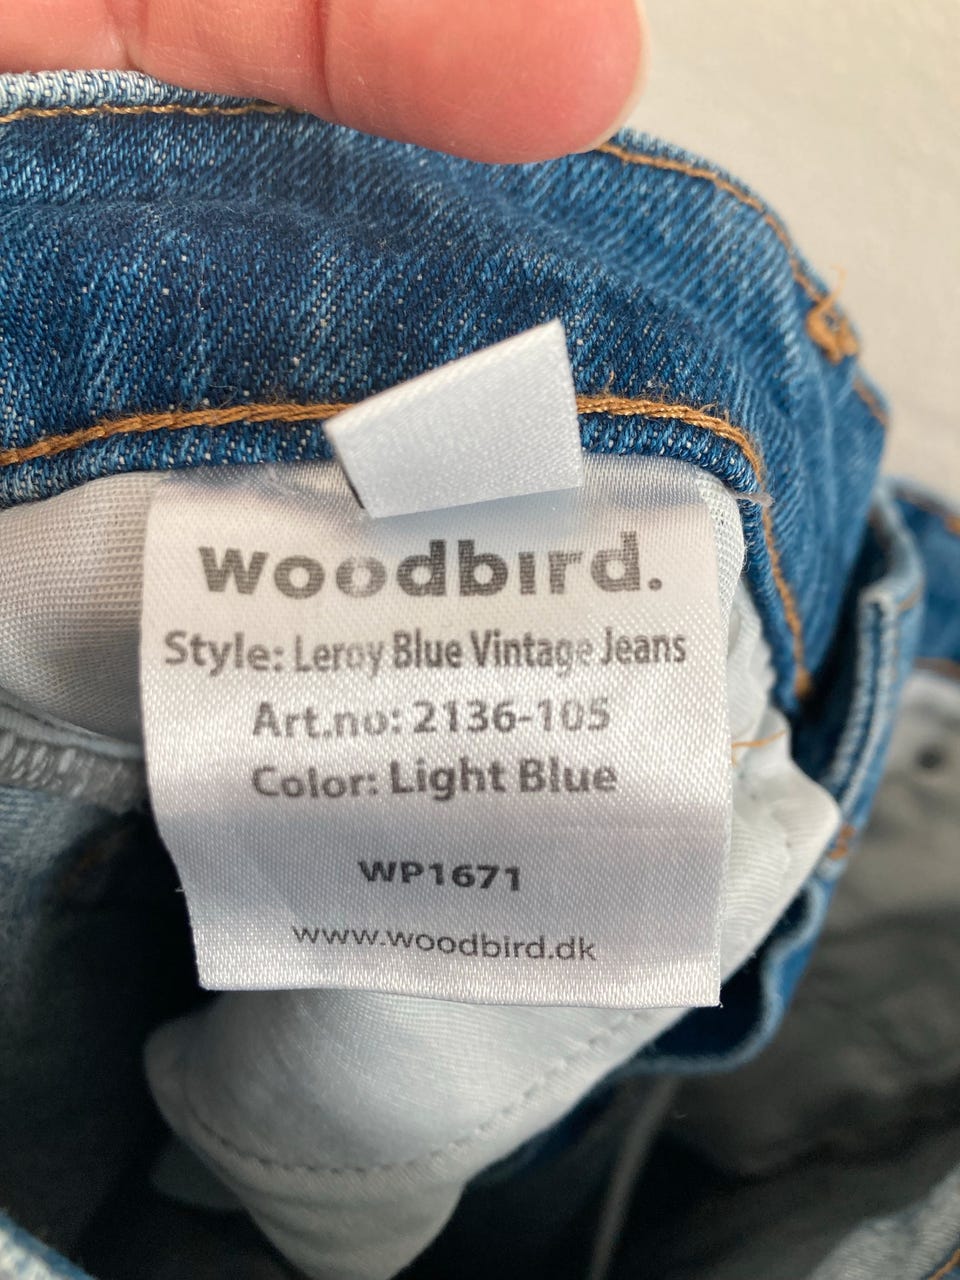 woodbird.
Style: Leroy Blue Vintage Jeans
Art.no: 2136-105
Color: Light Blue
WP1671
www.woodbird.dk